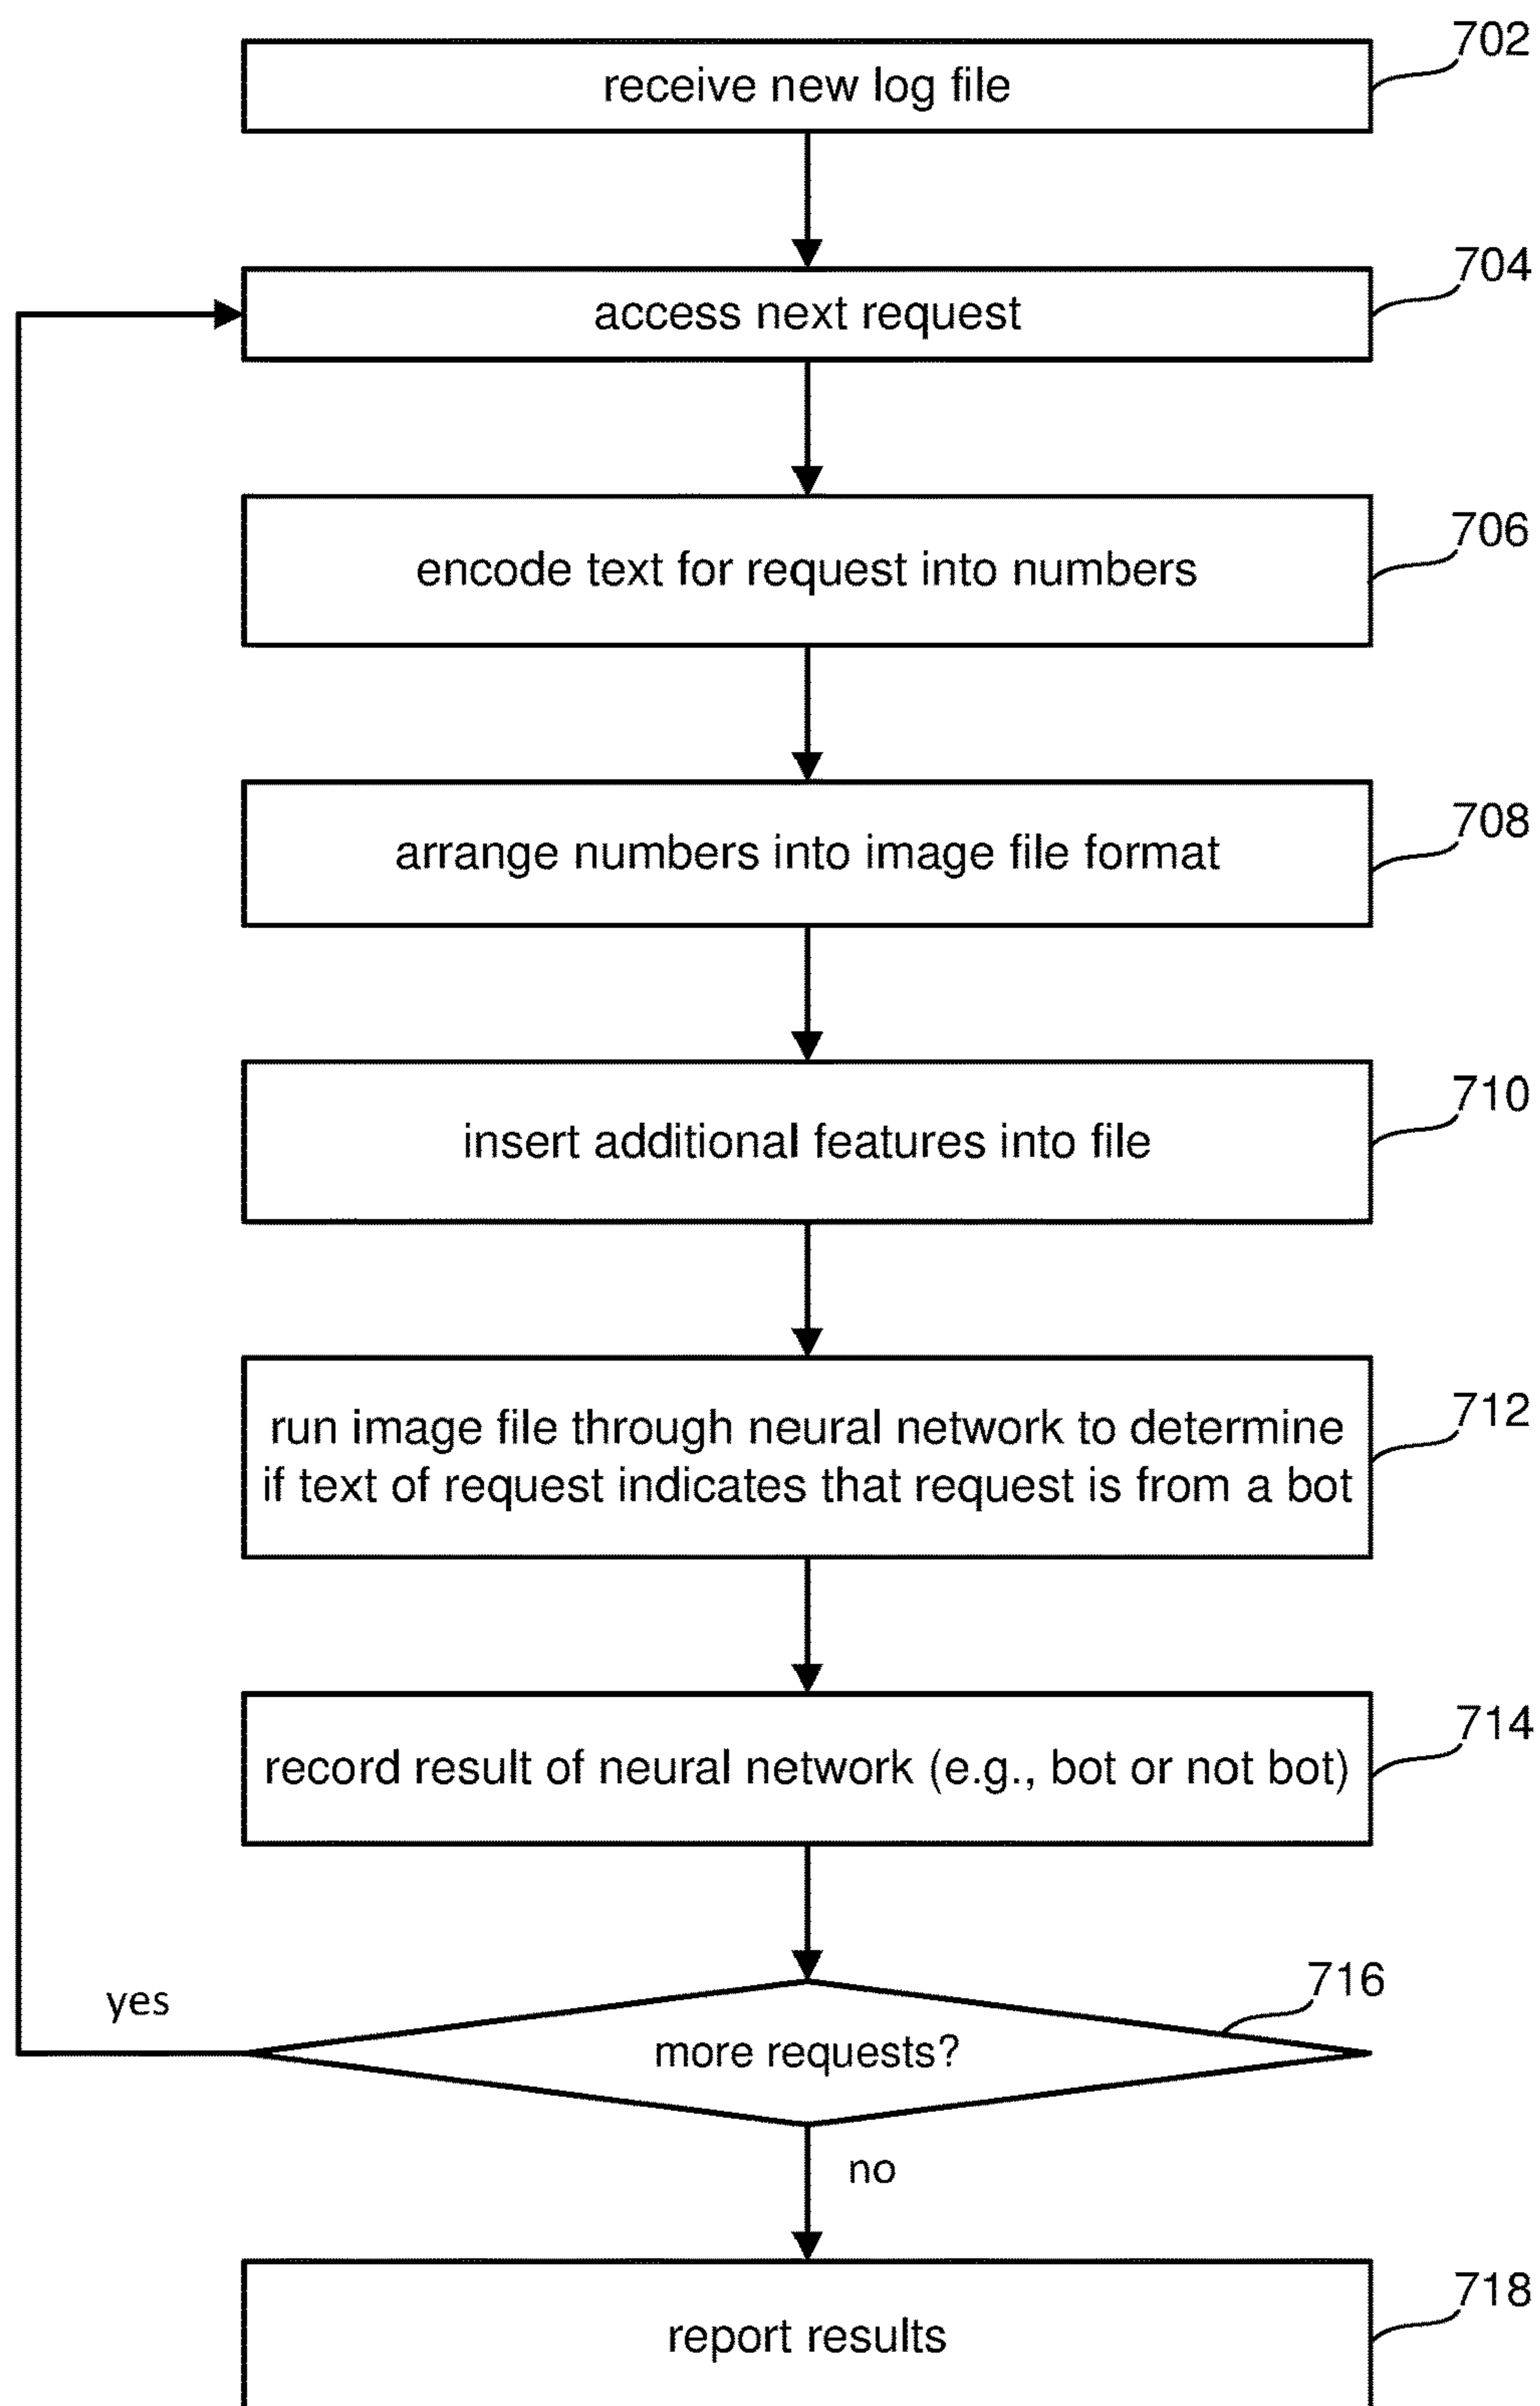 702
receive new log file
704
access next request
706
encode text for request into numbers
708
arrange numbers into image file format
710
insert additional features into file
712
run image file through neural network to determine
if text of request indicates that request is from a bot
714
record result of neural network (e.g., bot or not bot)
716
yes
more requests?
no
718
report results